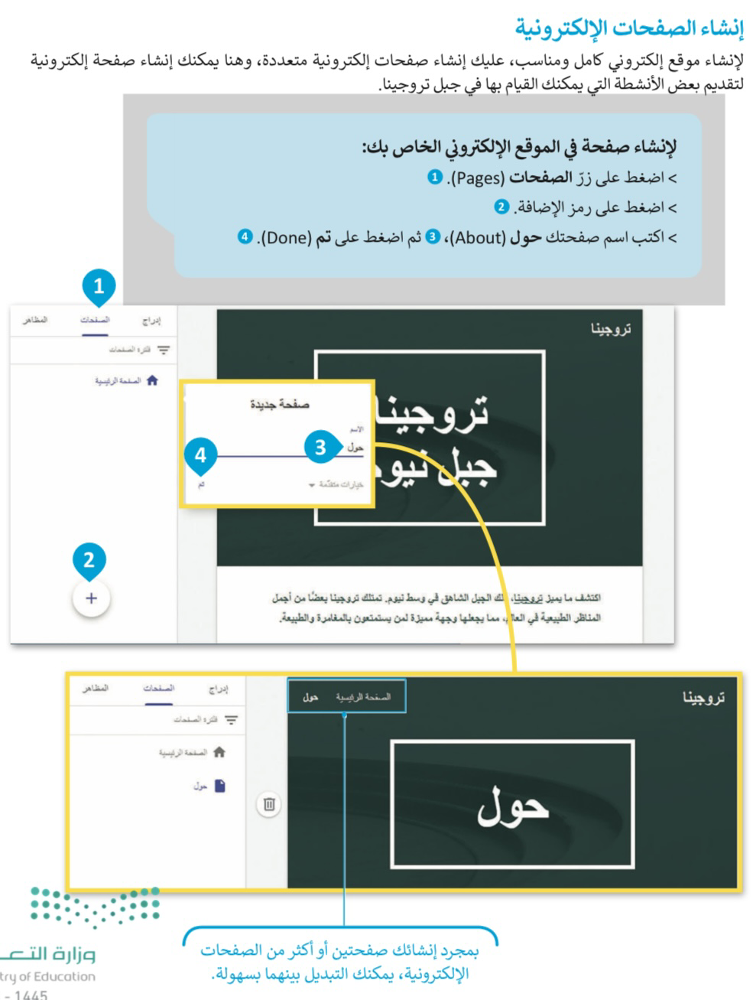 إنشاء الصفحات الإلكترونية
لإنشاء موقع إلكتروني كامل ومناسب، عليك إنشاء صفحات إلكترونية متعددة، وهنا يمكنك إنشاء صفحة إلكترونية
لتقديم بعض الأنشطة التي يمكنك القيام بها في جبل تروجينا.
لإنشاء صفحة في الموقع الإلكتروني الخاص بك:
> اضغط على زرّ الصفحات (Pages). 1
> اضغط على رمز الإضافة. 2
> اكتب اسم صفحتك حول (About)، 3 ثم اضغط على تم (Done). 4
1
إدراج الصفحات المظاهر
فلترة الصفحات
الصفحة الرئيسية
تروجينا
تروجينا
جبل نيوم
صفحة جديدة
الاسم
حول
3
4
خيارات متقدّمة
تم
2
+
اكتشف ما يميز تروجينا، ذلك الجبل الشاهق في وسط نيوم. تمتلك تروجينا بعضًا من أجمل
المناظر الطبيعية في العالم، مما يجعلها وجهة مميزة لمن يستمتعون بالمغامرة والطبيعة.
تروجينا
الصفحة الرئيسية حول
إدراج الصفحات المظاهر
فلترة الصفحات
الصفحة الرئيسية
حول
حول
بمجرد إنشائك صفحتين أو أكثر من الصفحات
الإلكترونية، يمكنك التبديل بينهما بسهولة.
وزارة التعـ
try of Education
- 1445